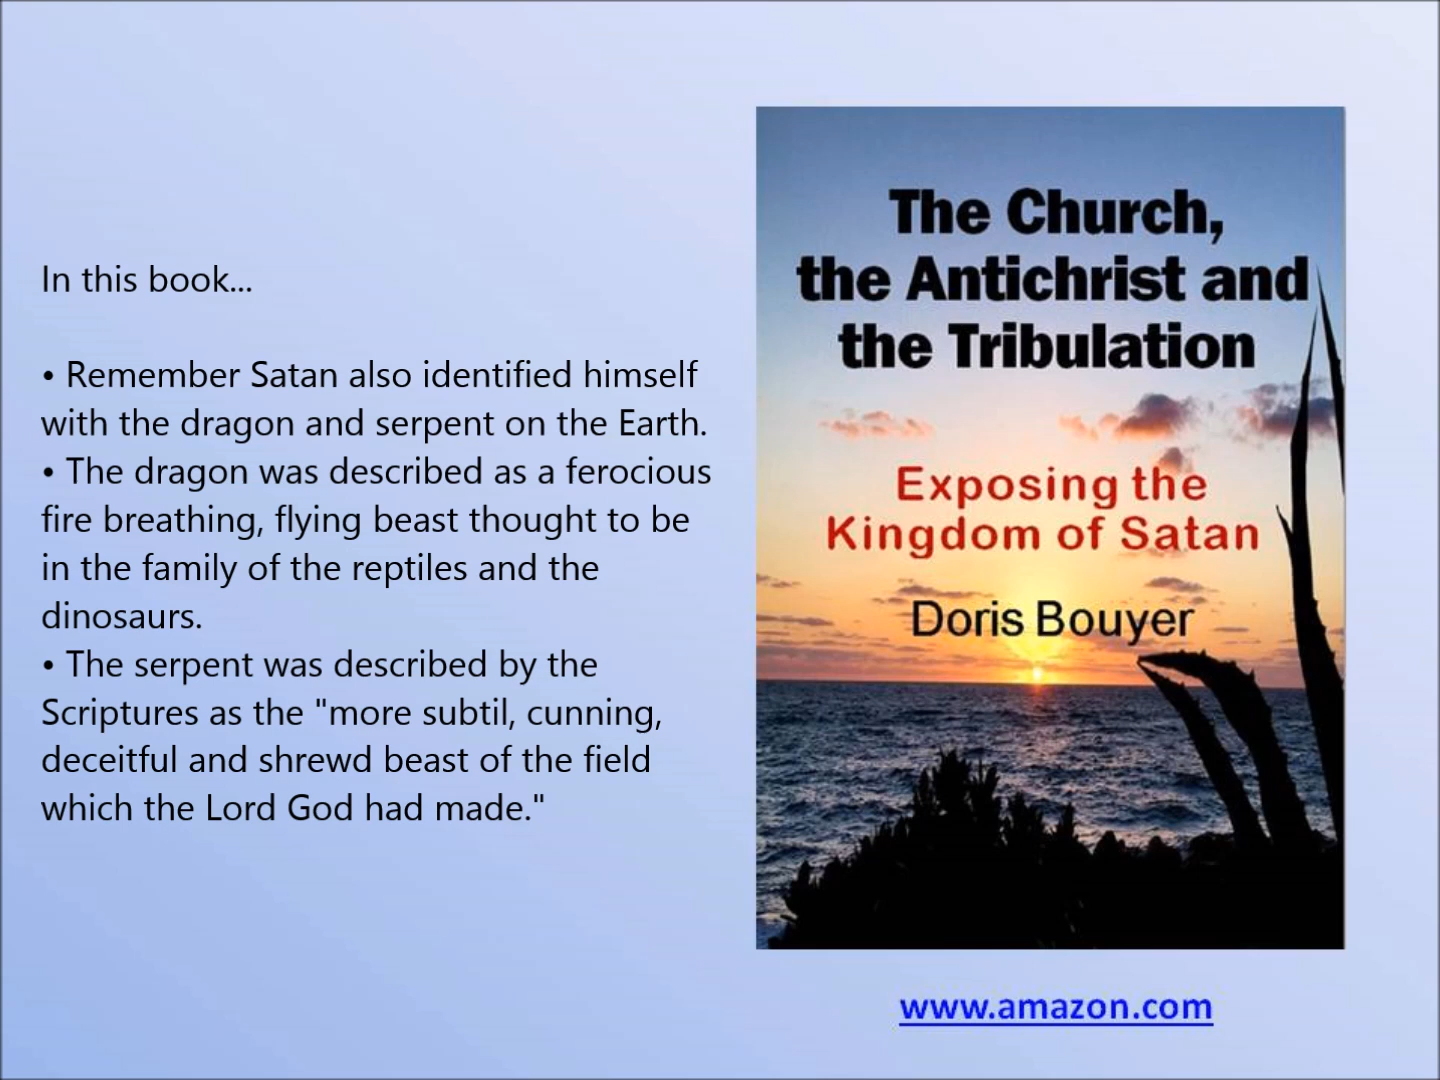 In this book...
• Remember Satan also identified himself
with the dragon and serpent on the Earth.
• The dragon was described as a ferocious
fire breathing, flying beast thought to be
in the family of the reptiles and the
dinosaurs.
• The serpent was described by the
Scriptures as the "more subtil, cunning,
deceitful and shrewd beast of the field
which the Lord God had made."
The Church,
the Antichrist and
the Tribulation
Exposing the
Kingdom of Satan
Doris Bouyer
www.amazon.com